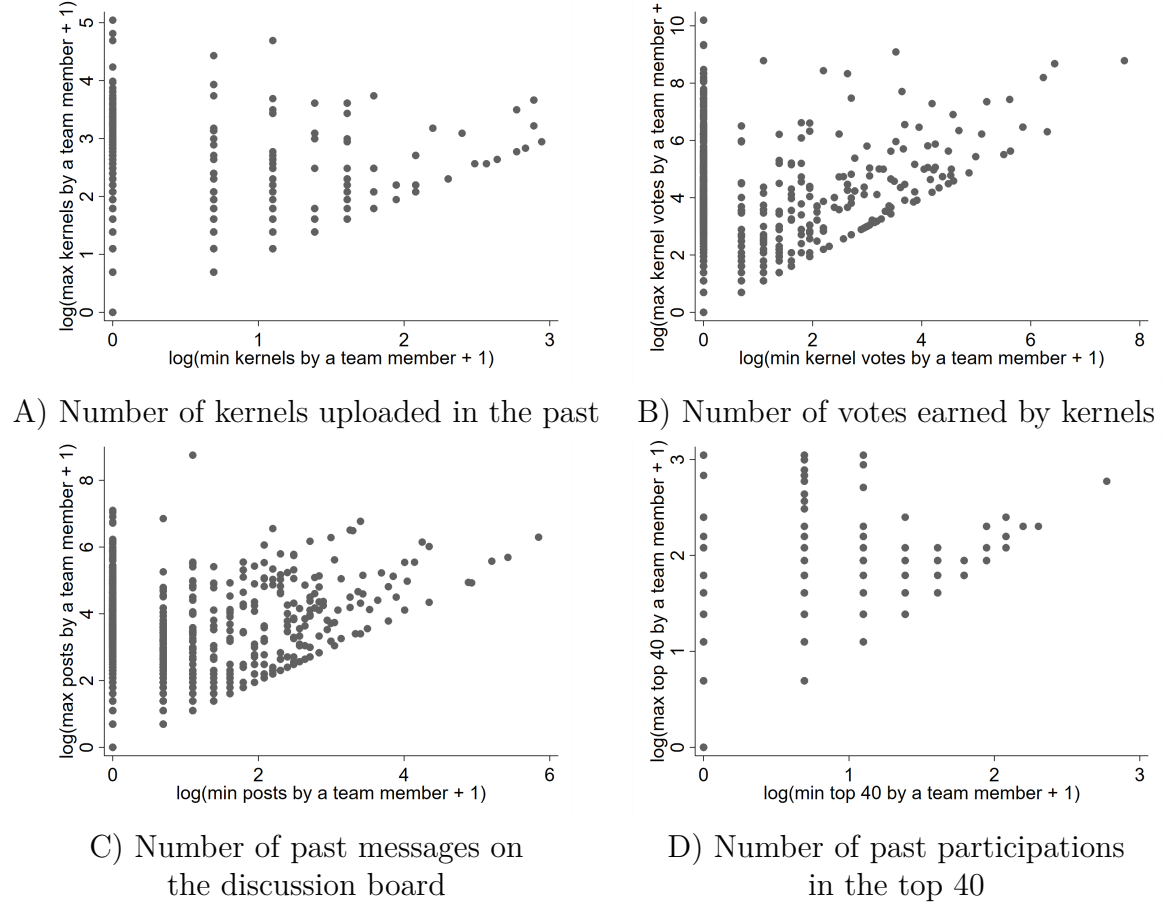 log(max kernels by a team member + 1)
5
4
3
2
1
0
0 1 2 3
log(min kernels by a team member + 1)
A) Number of kernels uploaded in the past
log(max kernel votes by a team member +
10
8
6
4
2
0
0 2 4 6 8
log(min kernel votes by a team member + 1)
B) Number of votes earned by kernels
log(max posts by a team member + 1)
8
6
4
2
0
0 2 4 6
log(min posts by a team member + 1)
C) Number of past messages on
the discussion board
log(max top 40 by a team member + 1)
3
2
1
0
0 1 2 3
log(min top 40 by a team member + 1)
D) Number of past participations
in the top 40